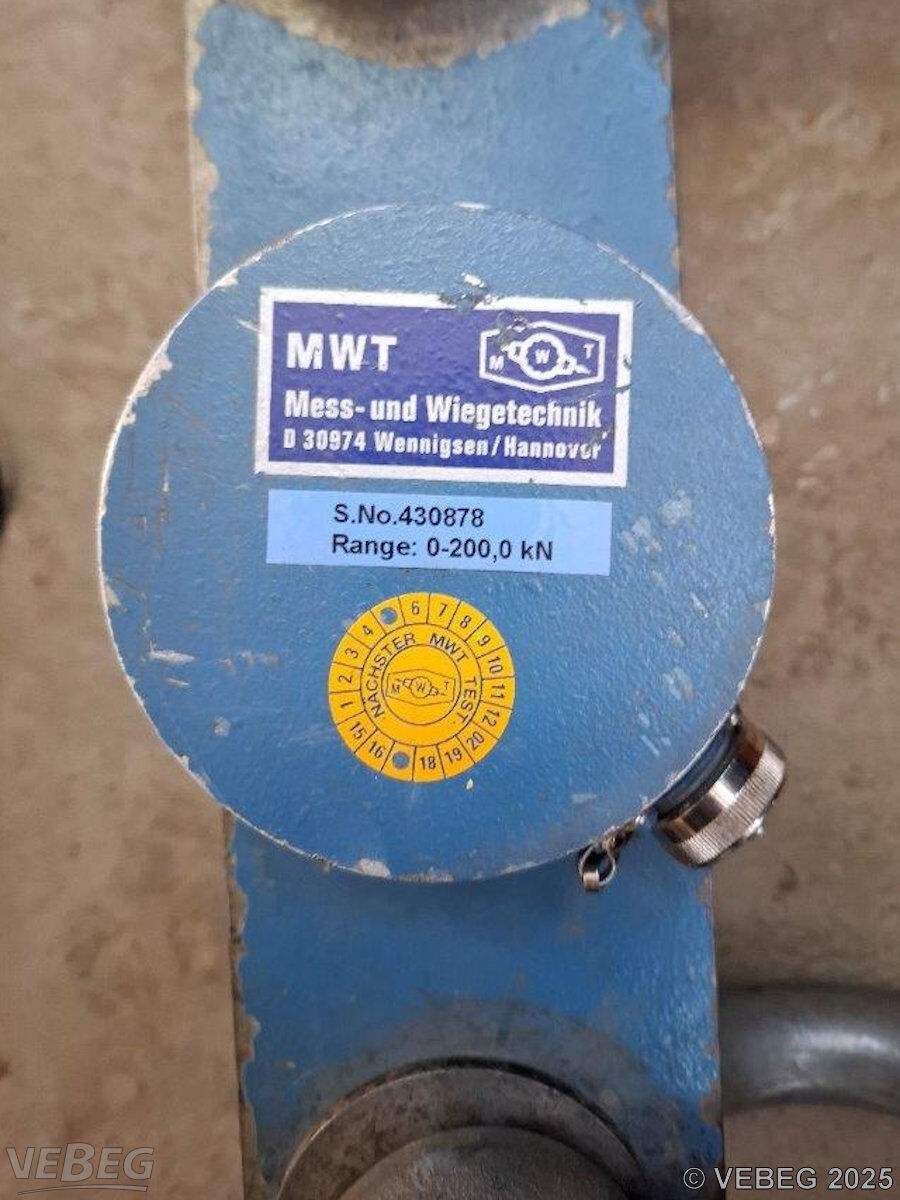 MWT
M W T
Mess- und Wiegetechnik
D 30974 Wennigsen/Hannover
S.No.430878
Range: 0-200,0 kN
1 2 3 4 6 7 8 9 10 11 12
NÄCHSTER MWT TEST
M W T
15 16 18 19 20
VEBEG
© VEBEG 2025